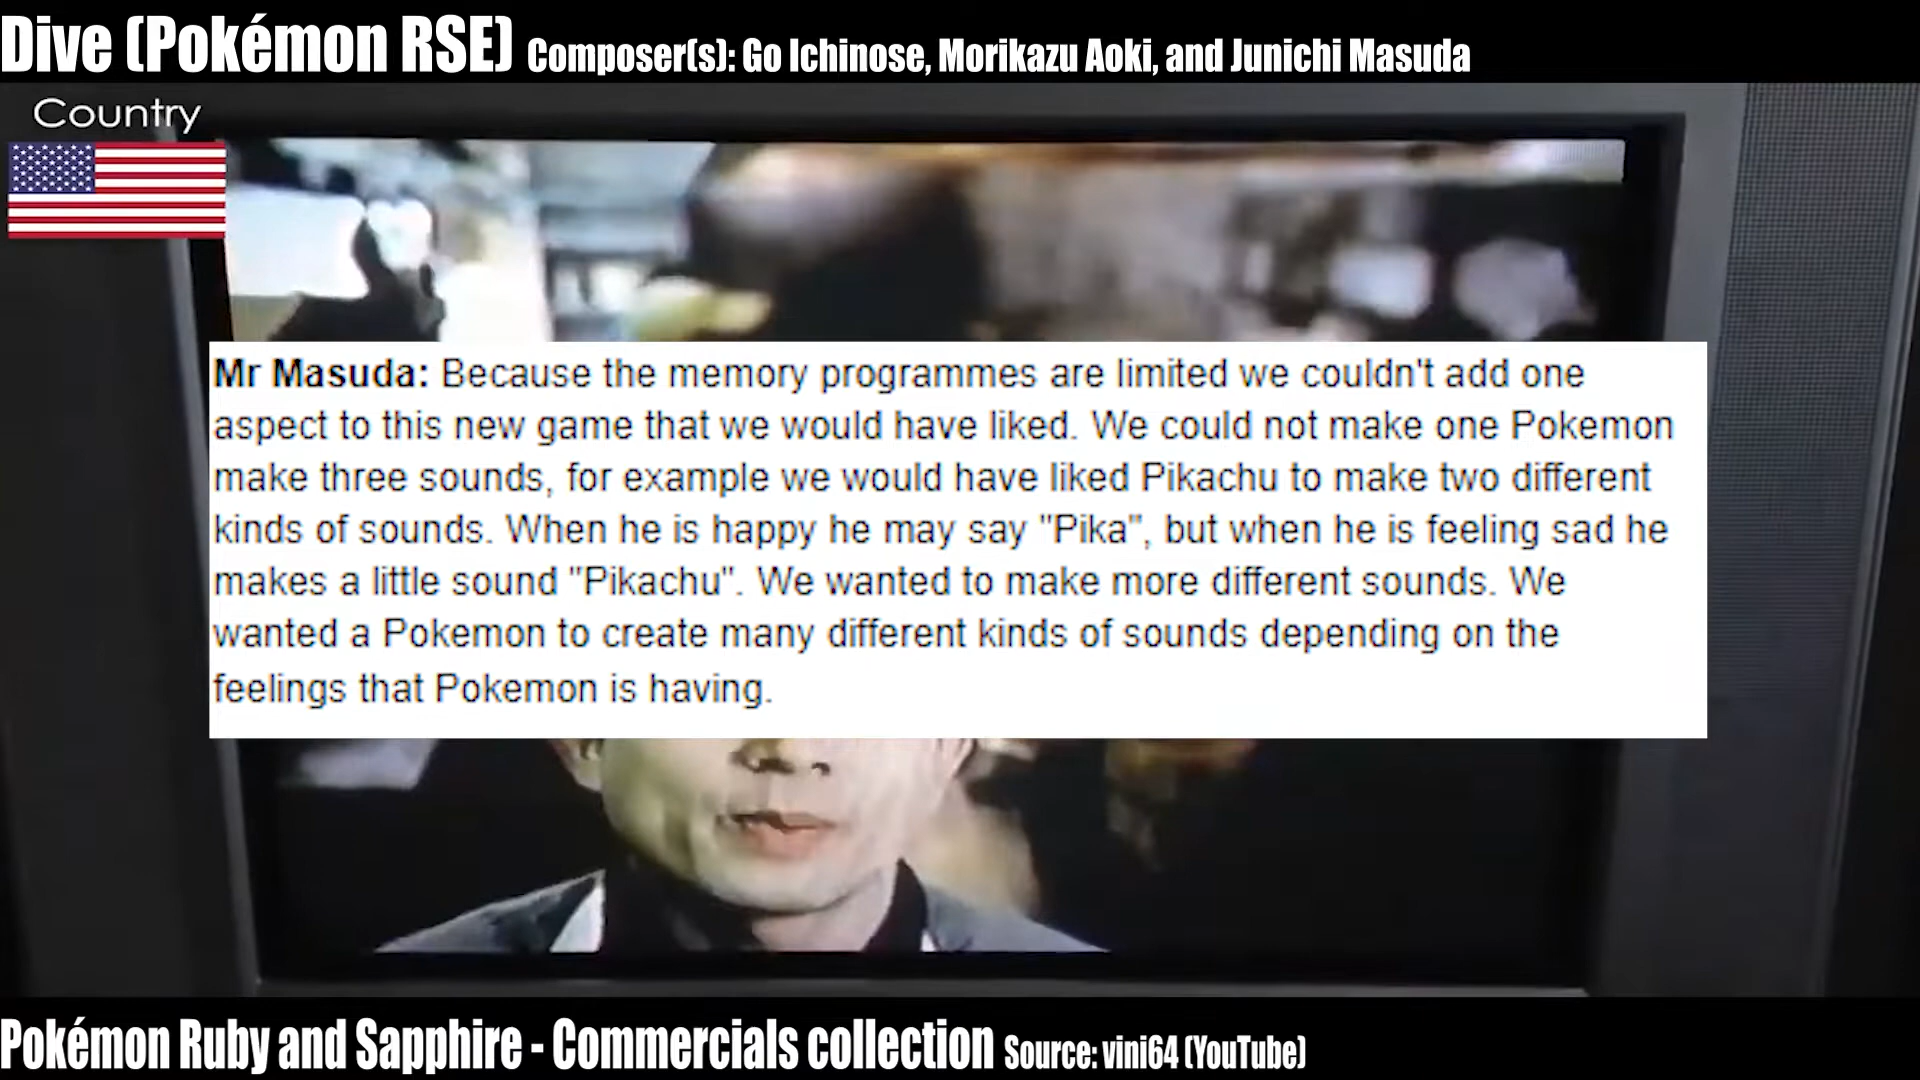 Dive (Pokémon RSE) Composer(s): Go Ichinose, Morikazu Aoki, and Junichi Masuda
Country
Mr Masuda: Because the memory programmes are limited we couldn't add one
aspect to this new game that we would have liked. We could not make one Pokemon
make three sounds, for example we would have liked Pikachu to make two different
kinds of sounds. When he is happy he may say "Pika", but when he is feeling sad he
makes a little sound "Pikachu". We wanted to make more different sounds. We
wanted a Pokemon to create many different kinds of sounds depending on the
feelings that Pokemon is having.
Pokémon Ruby and Sapphire - Commercials collection Source: vini64 (YouTube)